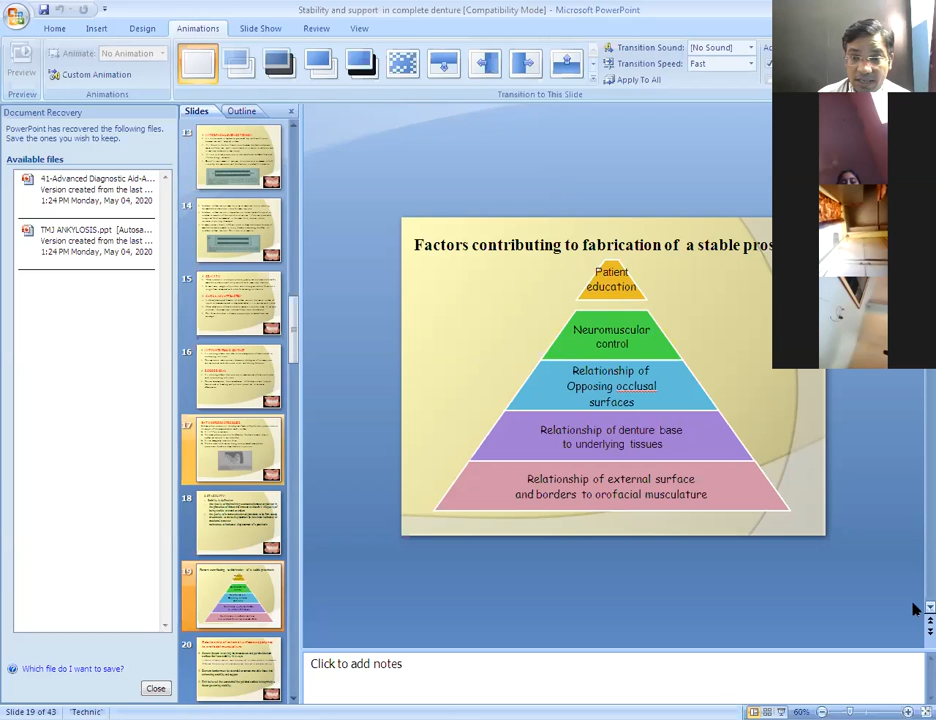 Stability and support in complete denture [Compatibility Mode] - Microsoft PowerPoint
Home Insert Design Animations Slide Show Review View
Preview
Preview
Animate: No Animation
Custom Animation
Animations
Transition Sound: [No Sound]
Transition Speed: Fast
Apply To All
Transition to This Slide
Document Recovery
PowerPoint has recovered the following files.
Save the ones you wish to keep.
Available files
41-Advanced Diagnostic Aid-A...
Version created from the last ...
1:24 PM Monday, May 04, 2020
TMJ ANKYLOSIS.ppt [Autosa...
Version created from the last ...
1:24 PM Monday, May 04, 2020
Which file do I want to save?
Close
Slides Outline
13
14
15
16
17
18
19
20
Factors contributing to fabrication of a stable pros
Patient
education
Neuromuscular
control
Relationship of
Opposing occlusal
surfaces
Relationship of denture base
to underlying tissues
Relationship of external surface
and borders to orofacial musculature
Click to add notes
Slide 19 of 43 "Technic" 60%